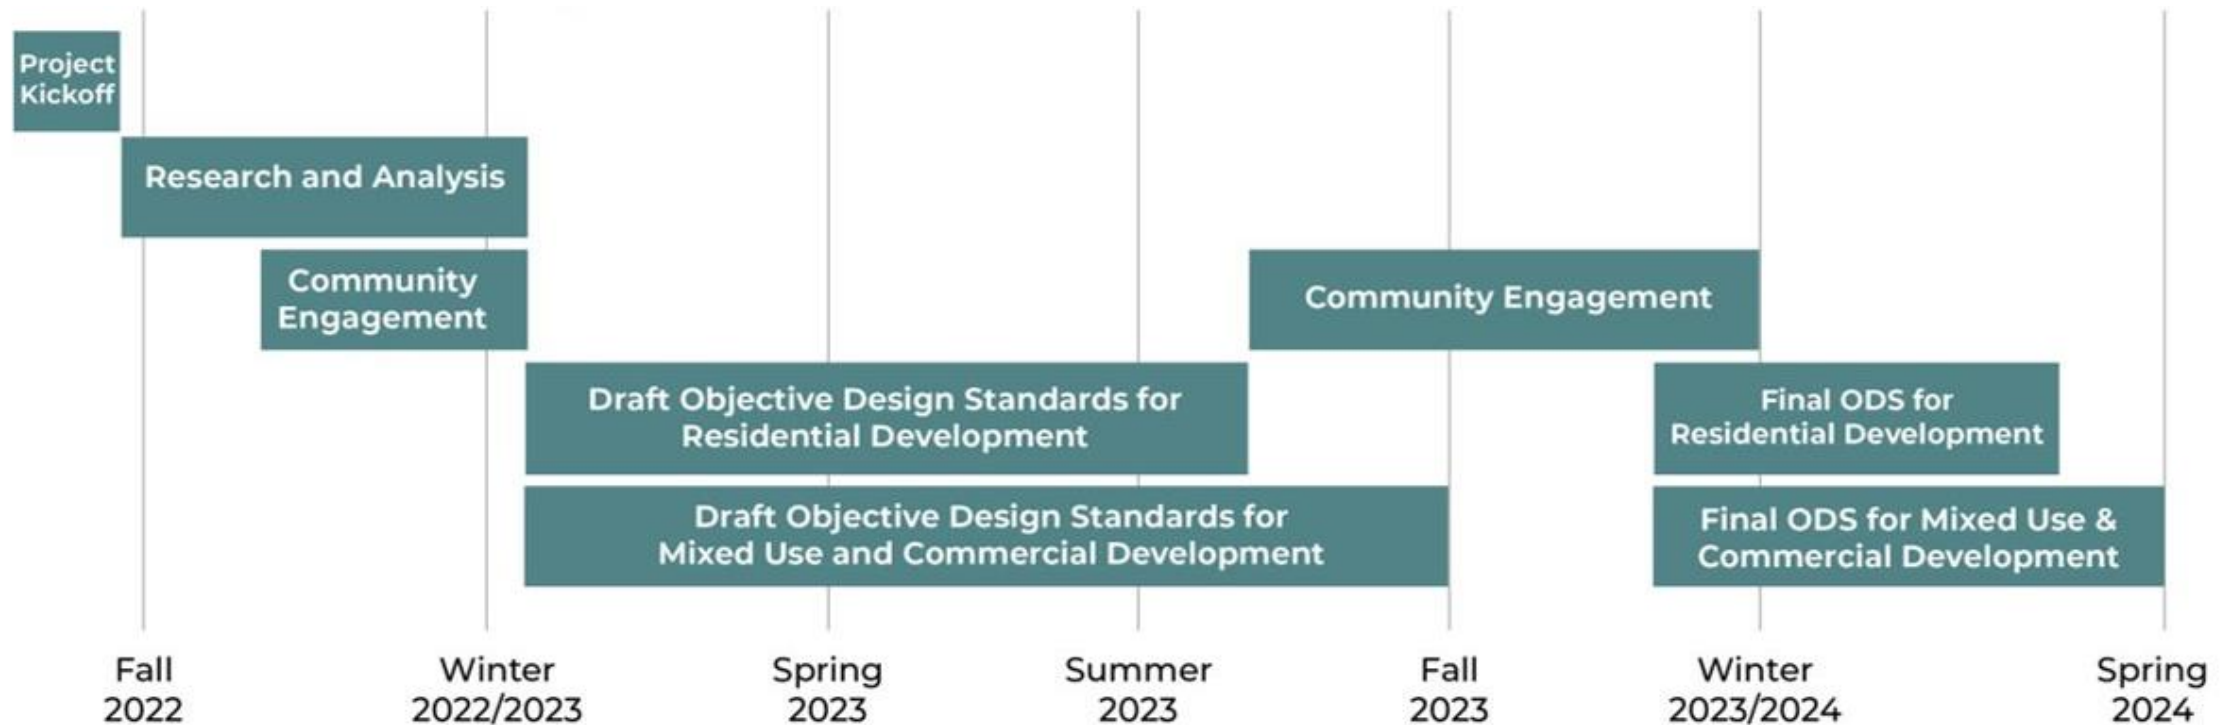 Project
Kickoff
Research and Analysis
Community
Engagement
Community Engagement
Draft Objective Design Standards for
Residential Development
Final ODS for
Residential Development
Draft Objective Design Standards for
Mixed Use and Commercial Development
Final ODS for Mixed Use &
Commercial Development
Fall
2022
Winter
2022/2023
Spring
2023
Summer
2023
Fall
2023
Winter
2023/2024
Spring
2024